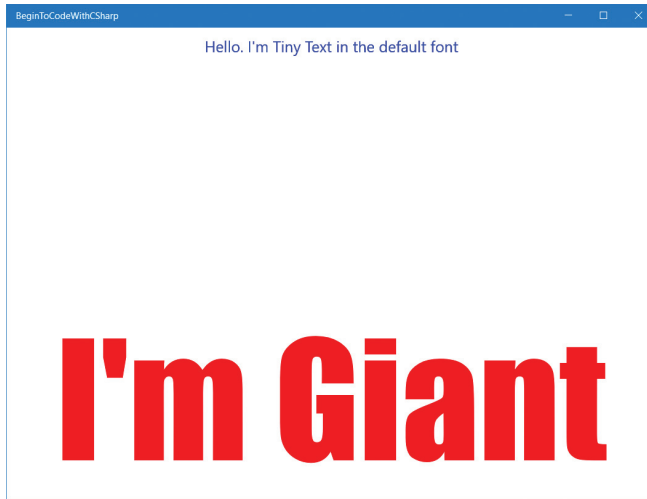 BeginToCodeWithCSharp
Hello. I'm Tiny Text in the default font
I'm Giant